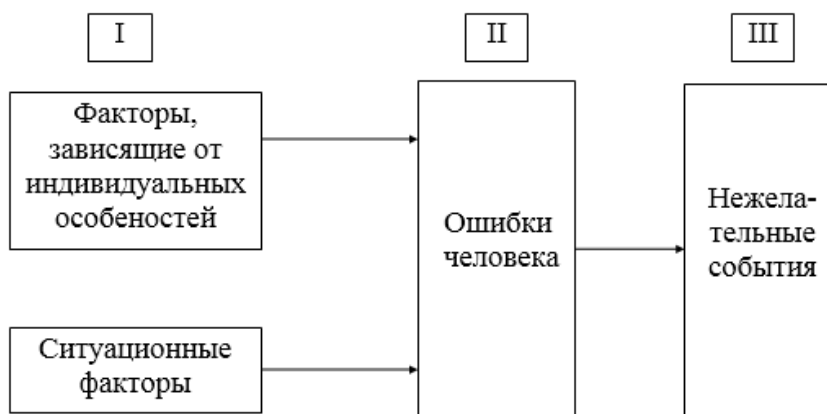 I
II
III
Факторы,
зависящие от
индивидуальных
особеностей
Ситуационные
факторы
Ошибки
человека
Нежела-
тельные
события